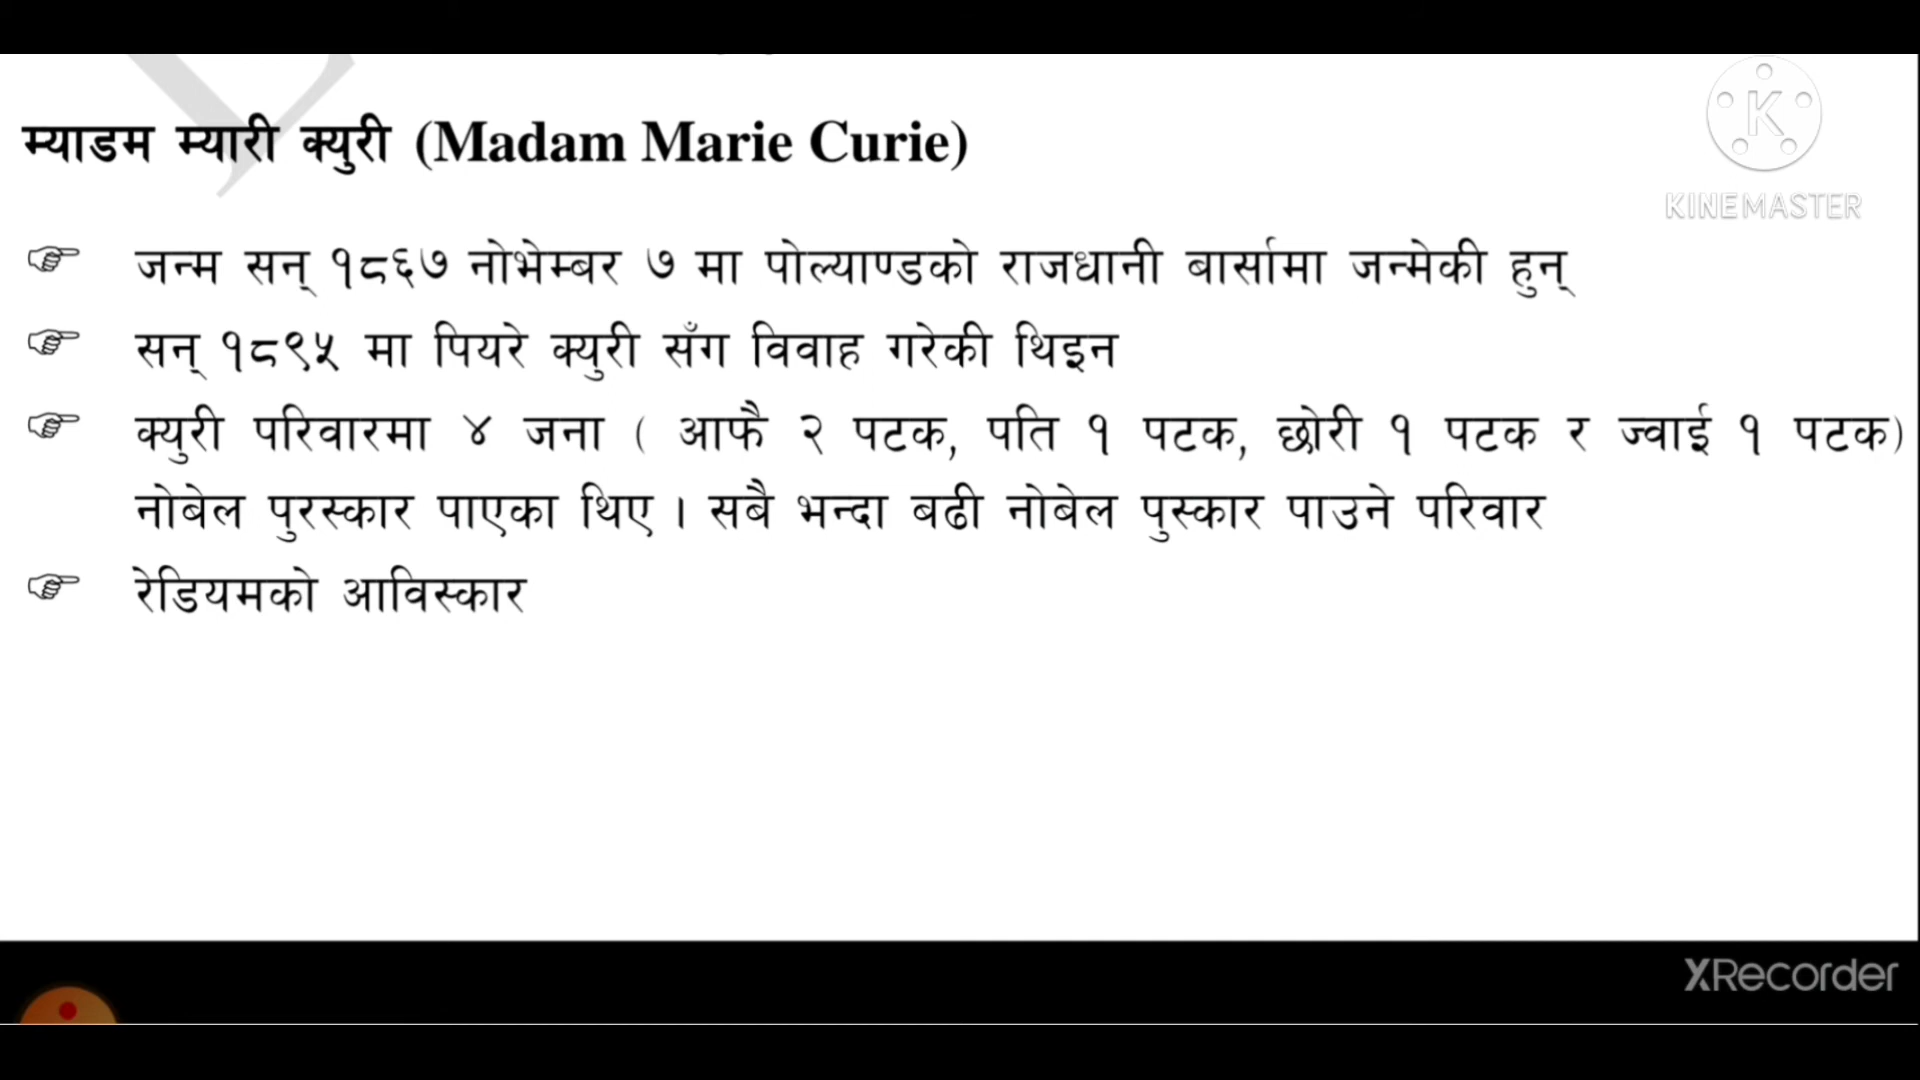 म्याडम म्यारी क्युरी (Madam Marie Curie)
K
KINEMASTER
जन्म सन् १८६७ नोभेम्बर ७ मा पोल्याण्डको राजधानी बार्सामा जन्मेकी हुन्
सन् १८९५ मा पियरे क्युरी सँग विवाह गरेकी थिइन
क्युरी परिवारमा ४ जना ( आफै २ पटक, पति १ पटक, छोरी १ पटक र ज्वाई १ पटक)
नोबेल पुरस्कार पाएका थिए । सबै भन्दा बढी नोबेल पुस्कार पाउने परिवार
रेडियमको आविस्कार
XRecorder